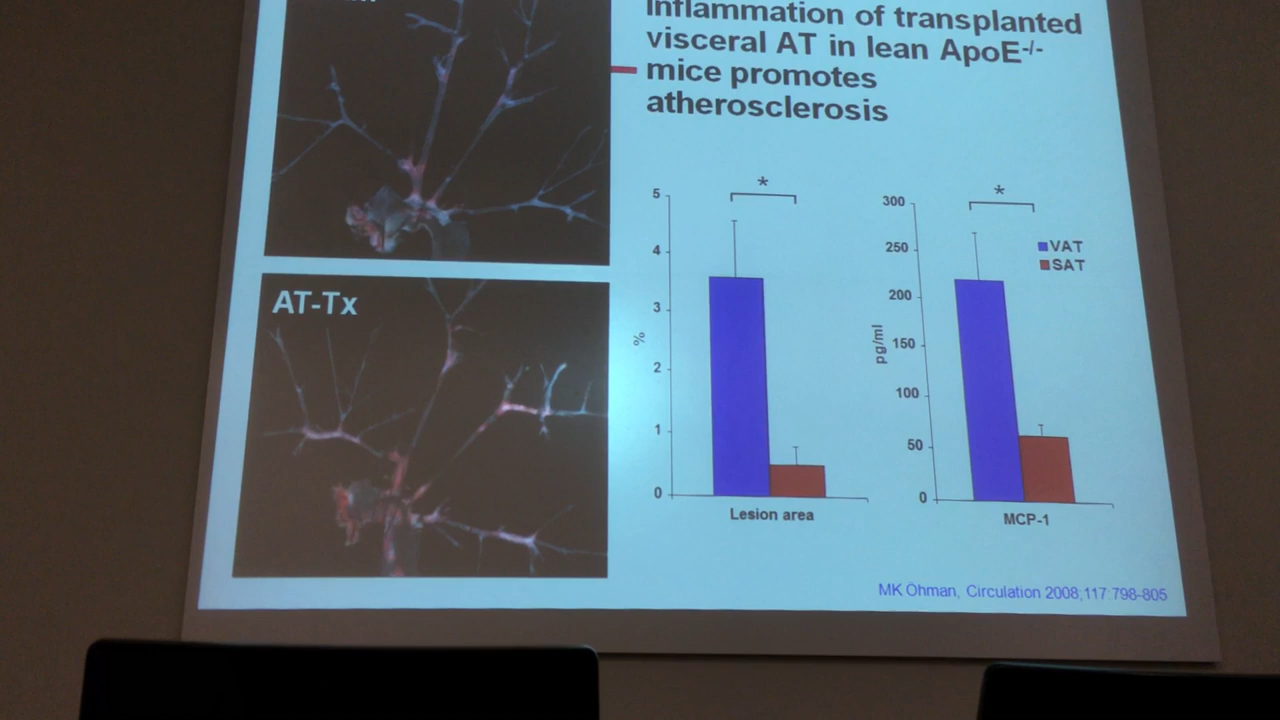 Inflammation of transplanted
visceral AT in lean ApoE-/-
mice promotes
atherosclerosis
AT-Tx
*
5
4
3
2
1
0
%
Lesion area
*
300
250
200
150
100
50
0
pg/ml
VAT
SAT
MCP-1
MK Öhman, Circulation 2008;117:798-805